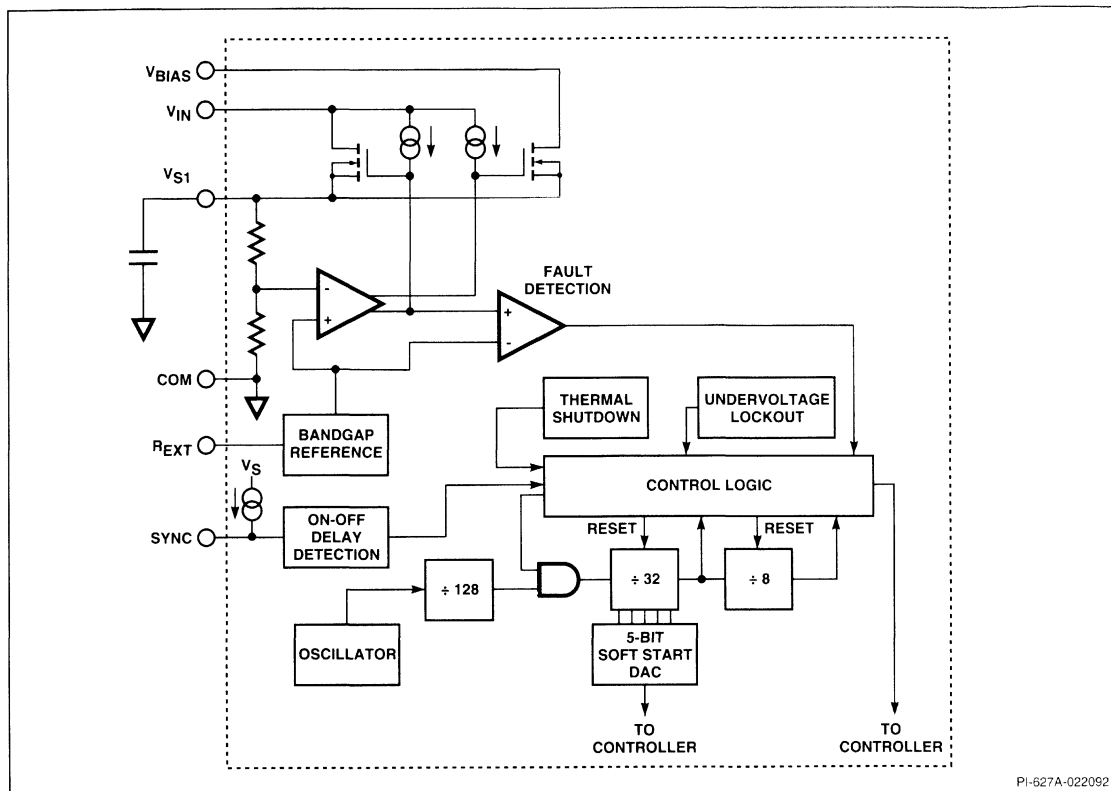 VBIAS
VIN
VS1
FAULT
DETECTION
-
+
+
-
COM
THERMAL
SHUTDOWN
UNDERVOLTAGE
LOCKOUT
REXT
BANDGAP
REFERENCE
VS
CONTROL LOGIC
SYNC
ON-OFF
DELAY
DETECTION
RESET
RESET
÷ 128
÷ 32
÷ 8
OSCILLATOR
5-BIT
SOFT START
DAC
TO
CONTROLLER
TO
CONTROLLER
PI-627A-022092